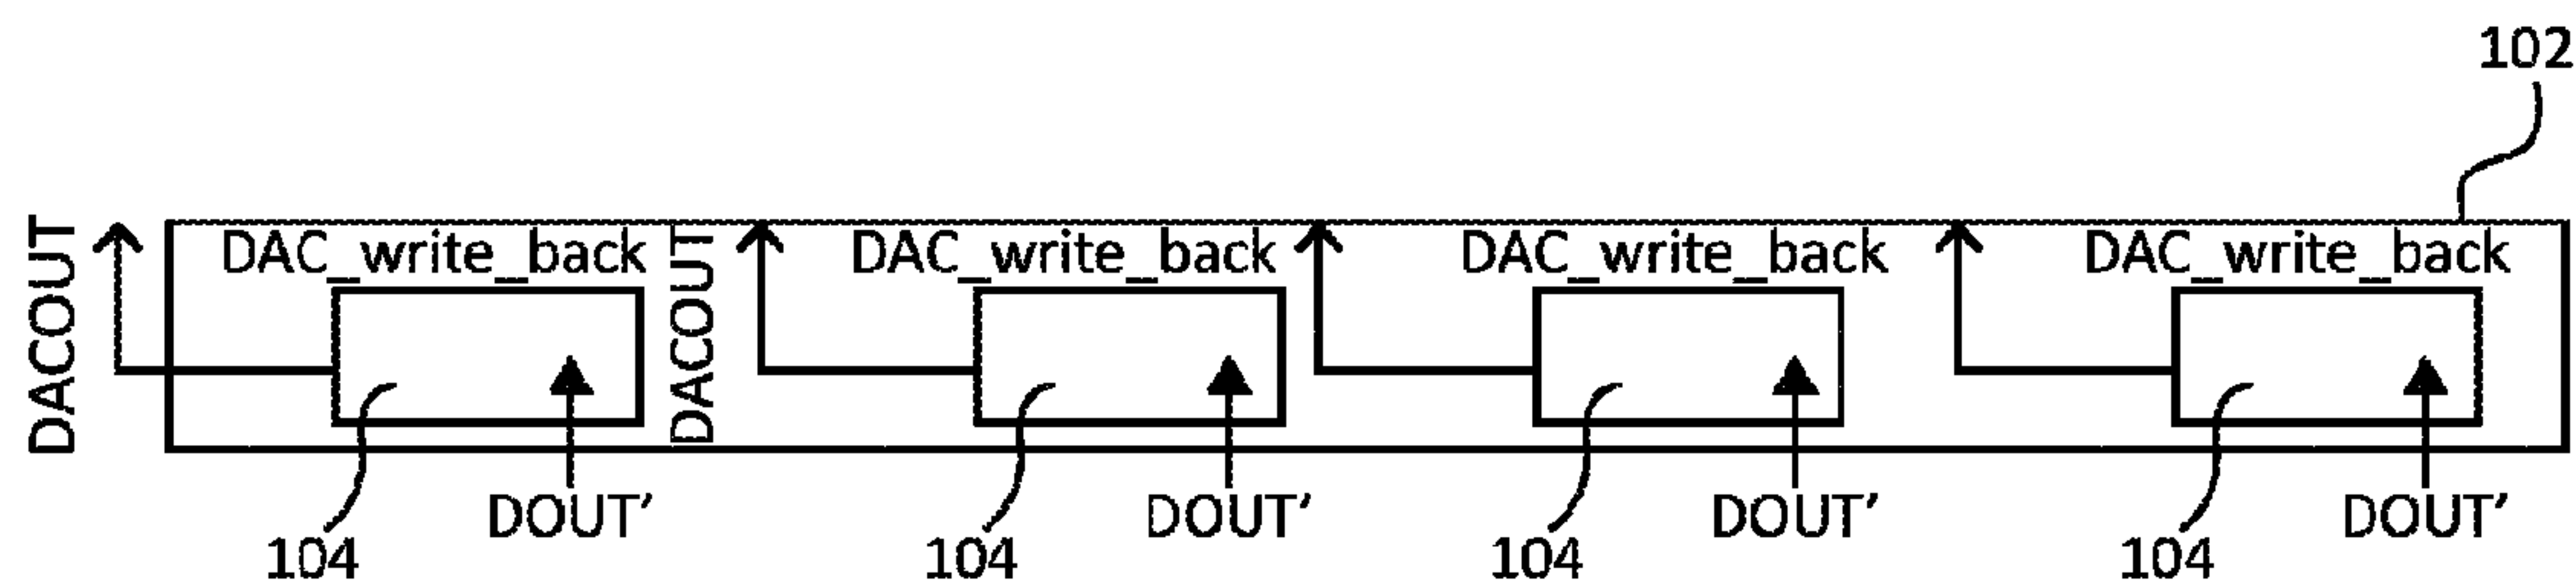 102
DACOUT
DAC_write_back
DACOUT
DAC_write_back
DAC_write_back
DAC_write_back
DOUT’
DOUT’
DOUT’
DOUT’
104
104
104
104